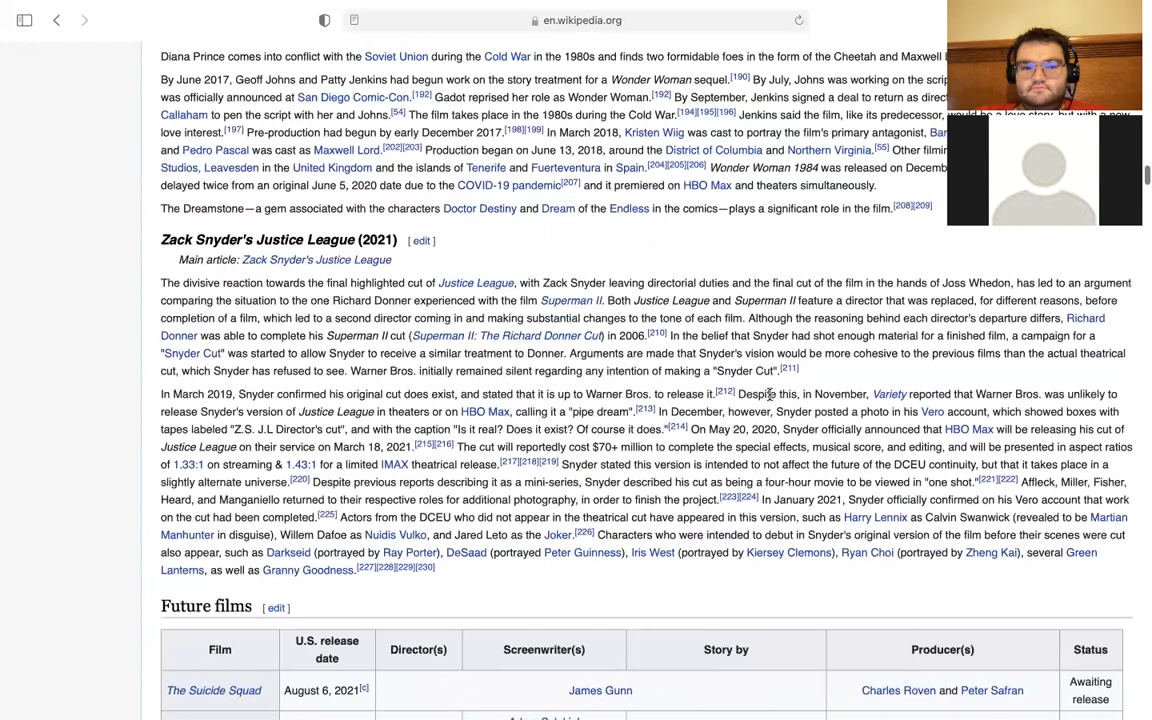 en.wikipedia.org
Diana Prince comes into conflict with the Soviet Union during the Cold War in the 1980s and finds two formidable foes in the form of the Cheetah and Maxwell
By June 2017, Geoff Johns and Patty Jenkins had begun work on the story treatment for a Wonder Woman sequel.[190] By July, Johns was working on the
was officially announced at San Diego Comic-Con.[192] Gadot reprised her role as Wonder Woman.[192] By September, Jenkins signed a deal to return as
Callaham to pen the script with her and Johns.[54] The film takes place in the 1980s during the Cold War.[194][195][196] Jenkins said the film, like its predecessor, would be a love story, but with a new
love interest.[197] Pre-production had begun by early December 2017.[198][199] In March 2018, Kristen Wiig was cast to portray the film's primary antagonist,
and Pedro Pascal was cast as Maxwell Lord.[202][203] Production began on June 13, 2018, around the District of Columbia and Northern Virginia.[55] Other
Studios, Leavesden in the United Kingdom and the islands of Tenerife and Fuerteventura in Spain.[204][205][206] Wonder Woman 1984 was released on
delayed twice from an original June 5, 2020 date due to the COVID-19 pandemic[207] and it premiered on HBO Max and theaters simultaneously.
The Dreamstone—a gem associated with the characters Doctor Destiny and Dream of the Endless in the comics—plays a significant role in the film.[208][209]
Zack Snyder's Justice League (2021) [ edit ]
Main article: Zack Snyder's Justice League
The divisive reaction towards the final highlighted cut of Justice League, with Zack Snyder leaving directorial duties and the final cut of the film in the hands of Joss Whedon, has led to an argument
comparing the situation to the one Richard Donner experienced with the film Superman II. Both Justice League and Superman II feature a director that was replaced, for different reasons, before
completion of a film, which led to a second director coming in and making substantial changes to the tone of each film. Although the reasoning behind each director's departure differs, Richard
Donner was able to complete his Superman II cut (Superman II: The Richard Donner Cut) in 2006.[210] In the belief that Snyder had shot enough material for a finished film, a campaign for a
"Snyder Cut" was started to allow Snyder to receive a similar treatment to Donner. Arguments are made that Snyder's vision would be more cohesive to the previous films than the actual theatrical
cut, which Snyder has refused to see. Warner Bros. initially remained silent regarding any intention of making a "Snyder Cut".[211]
In March 2019, Snyder confirmed his original cut does exist, and stated that it is up to Warner Bros. to release it.[212] Despite this, in November, Variety reported that Warner Bros. was unlikely to
release Snyder's version of Justice League in theaters or on HBO Max, calling it a "pipe dream".[213] In December, however, Snyder posted a photo in his Vero account, which showed boxes with
tapes labeled "Z.S. J.L Director's cut", and with the caption "Is it real? Does it exist? Of course it does."[214] On May 20, 2020, Snyder officially announced that HBO Max will be releasing his cut of
Justice League on their service on March 18, 2021.[215][216] The cut will reportedly cost $70+ million to complete the special effects, musical score, and editing, and will be presented in aspect ratios
of 1.33:1 on streaming & 1.43:1 for a limited IMAX theatrical release.[217][218][219] Snyder stated this version is intended to not affect the future of the DCEU continuity, but that it takes place in a
slightly alternate universe.[220] Despite previous reports describing it as a mini-series, Snyder described his cut as being a four-hour movie to be viewed in "one shot."[221][222] Affleck, Miller, Fisher,
Heard, and Manganiello returned to their respective roles for additional photography, in order to finish the project.[223][224] In January 2021, Snyder officially confirmed on his Vero account that work
on the cut had been completed.[225] Actors from the DCEU who did not appear in the theatrical cut have appeared in this version, such as Harry Lennix as Calvin Swanwick (revealed to be Martian
Manhunter in disguise), Willem Dafoe as Nuidis Vulko, and Jared Leto as the Joker.[226] Characters who were intended to debut in Snyder's original version of the film before their scenes were cut
also appear, such as Darkseid (portrayed by Ray Porter), DeSaad (portrayed Peter Guinness), Iris West (portrayed by Kiersey Clemons), Ryan Choi (portrayed by Zheng Kai), several Green
Lanterns, as well as Granny Goodness.[227][228][229][230]
Future films [ edit ]
Film U.S. release date Director(s) Screenwriter(s) Story by Producer(s) Status
The Suicide Squad August 6, 2021[c] James Gunn Charles Roven and Peter Safran Awaiting release